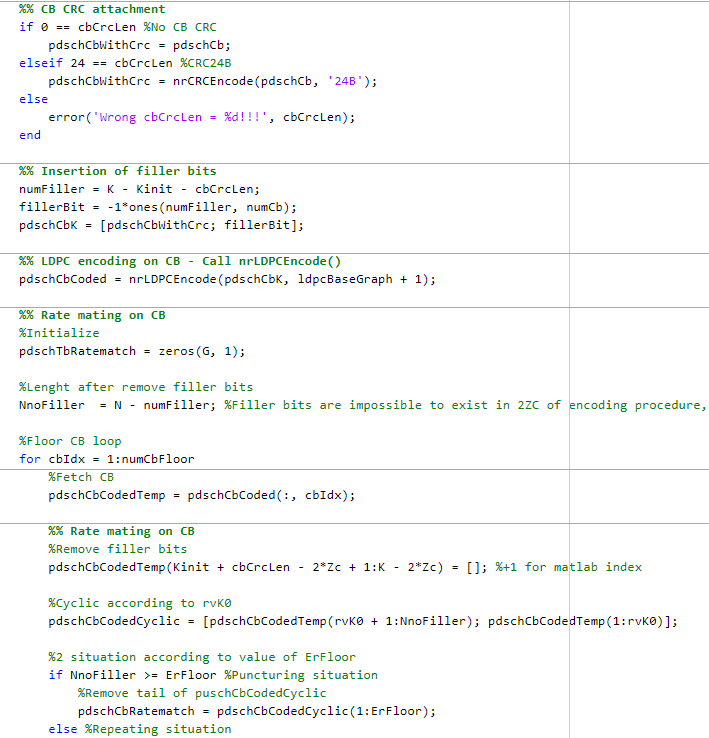 %% CB CRC attachment
if 0 == cbCrcLen %No CB CRC
    pdschCbWithCrc = pdschCb;
elseif 24 == cbCrcLen %CRC24B
    pdschCbWithCrc = nrCRCEncode(pdschCb, '24B');
else
    error('Wrong cbCrcLen = %d!!!', cbCrcLen);
end
%% Insertion of filler bits
numFiller = K - Kinit - cbCrcLen;
fillerBit = -1*ones(numFiller, numCb);
pdschCbK = [pdschCbWithCrc; fillerBit];
%% LDPC encoding on CB - Call nrLDPCEncode()
pdschCbCoded = nrLDPCEncode(pdschCbK, ldpcBaseGraph + 1);
%% Rate mating on CB
%Initialize
pdschTbRatematch = zeros(G, 1);
%Lenght after remove filler bits
NnoFiller  = N - numFiller; %Filler bits are impossible to exist in 2ZC of encoding procedure,
%Floor CB loop
for cbIdx = 1:numCbFloor
    %Fetch CB
    pdschCbCodedTemp = pdschCbCoded(:, cbIdx);
    %% Rate mating on CB
    %Remove filler bits
    pdschCbCodedTemp(Kinit + cbCrcLen - 2*Zc + 1:K - 2*Zc) = []; %+1 for matlab index
    %Cyclic according to rvK0
    pdschCbCodedCyclic = [pdschCbCodedTemp(rvK0 + 1:NnoFiller); pdschCbCodedTemp(1:rvK0)];
    %2 situation according to value of ErFloor
    if NnoFiller >= ErFloor %Puncturing situation
        %Remove tail of puschCbCodedCyclic
        pdschCbRatematch = pdschCbCodedCyclic(1:ErFloor);
    else %Repeating situation